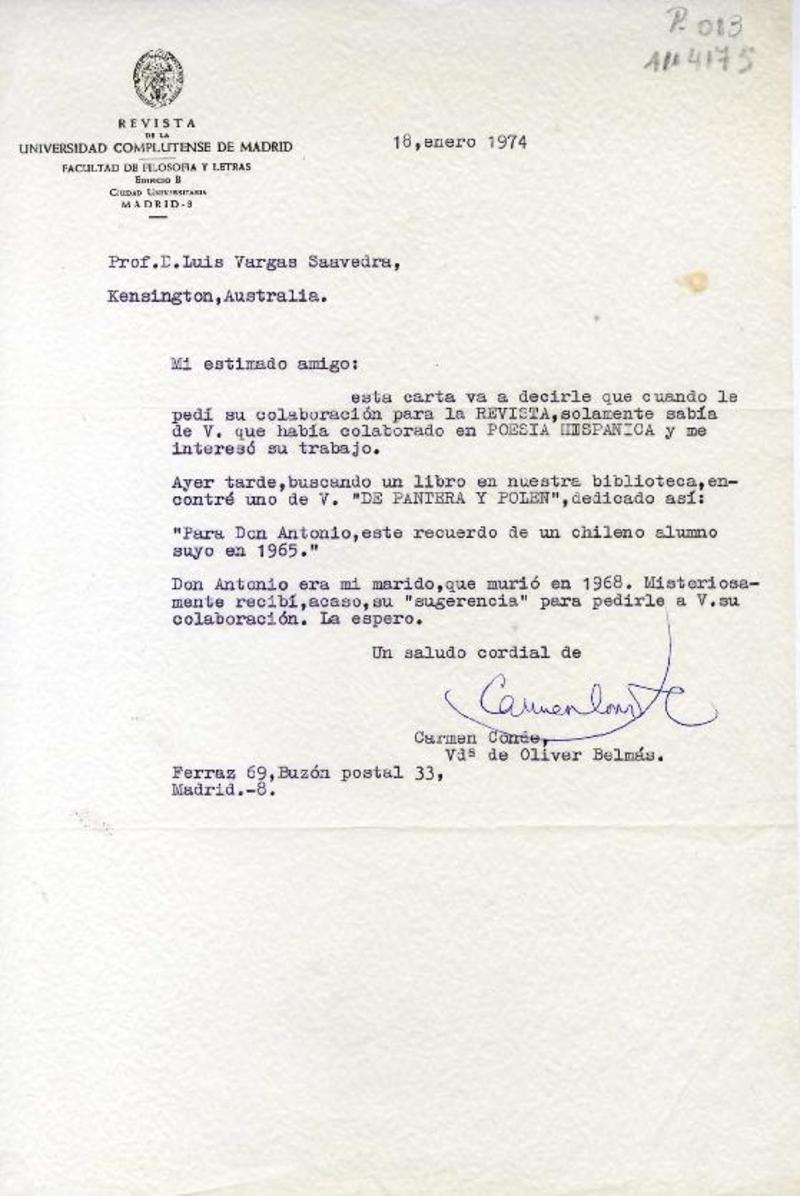 P. 013
REVISTA
DE LA
UNIVERSIDAD COMPLUTENSE DE MADRID
FACULTAD DE FILOSOFIA Y LETRAS
EDIFICIO B
CIUDAD UNIVERSITARIA
MADRID-3
18,enero 1974
Prof.D.Luis Vargas Saavedra,
Kensington,Australia.
Mi estimado amigo:
esta carta va a decirle que cuando le
pedí su colaboración para la REVISTA,solamente sabía
de V. que había colaborado en POESIA HISPANICA y me
interesó su trabajo.
Ayer tarde,buscando un libro en nuestra biblioteca,en-
contré uno de V. "DE PANTERA Y POLEN",dedicado así:
"Para Don Antonio,este recuerdo de un chileno alumno
suyo en 1965."
Don Antonio era mi marido,que murió en 1968. Misteriosa-
mente recibí,acaso,su "sugerencia" para pedirle a V.su
colaboración. La espero.
Un saludo cordial de
Carmen Conde
Carmen Conde,
Vdª de Oliver Belmás.
Ferraz 69,Buzón postal 33,
Madrid.-8.